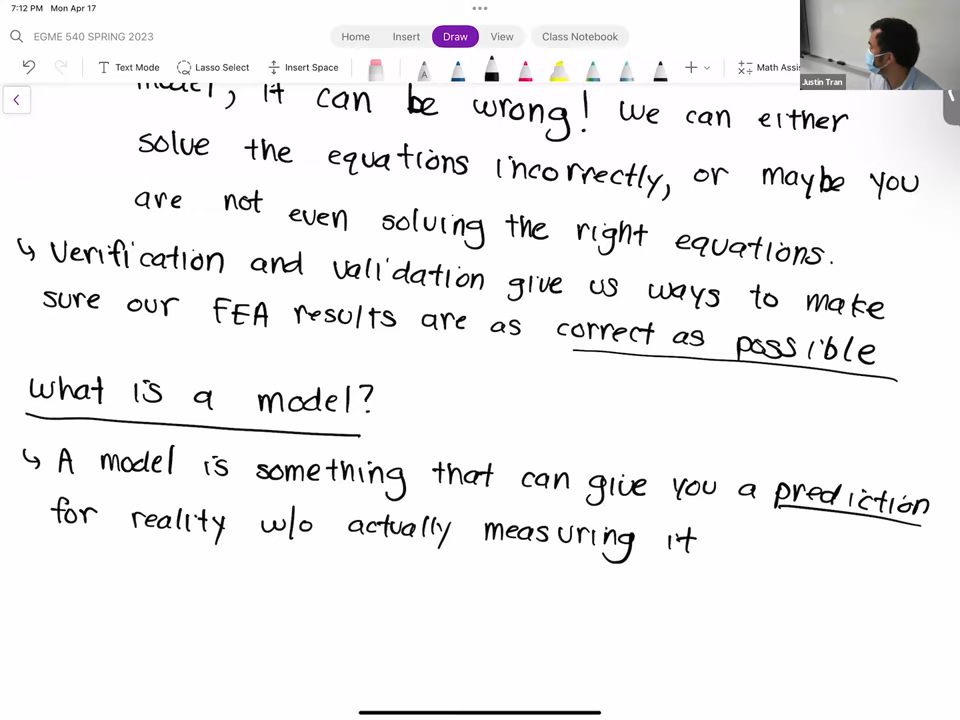 7:12 PM Mon Apr 17
EGME 540 SPRING 2023
Home Insert Draw View Class Notebook
Text Mode Lasso Select Insert Space Math Assis
Justin Tran
model, it can be wrong! We can either
solve the equations incorrectly, or maybe you
are not even solving the right equations.
↳ Verification and validation give us ways to make
sure our FEA results are as correct as possible
What is a model?
↳ A model is something that can give you a prediction
for reality w/o actually measuring it